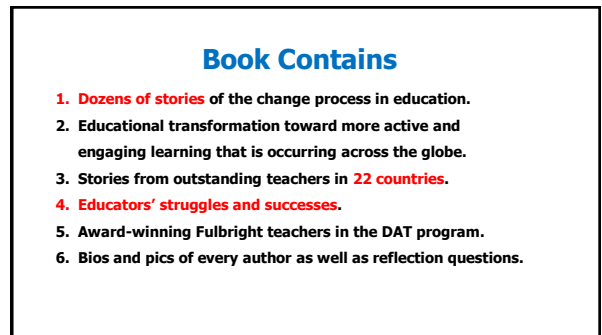 Book Contains
1. Dozens of stories of the change process in education.
2. Educational transformation toward more active and
engaging learning that is occurring across the globe.
3. Stories from outstanding teachers in 22 countries.
4. Educators’ struggles and successes.
5. Award-winning Fulbright teachers in the DAT program.
6. Bios and pics of every author as well as reflection questions.